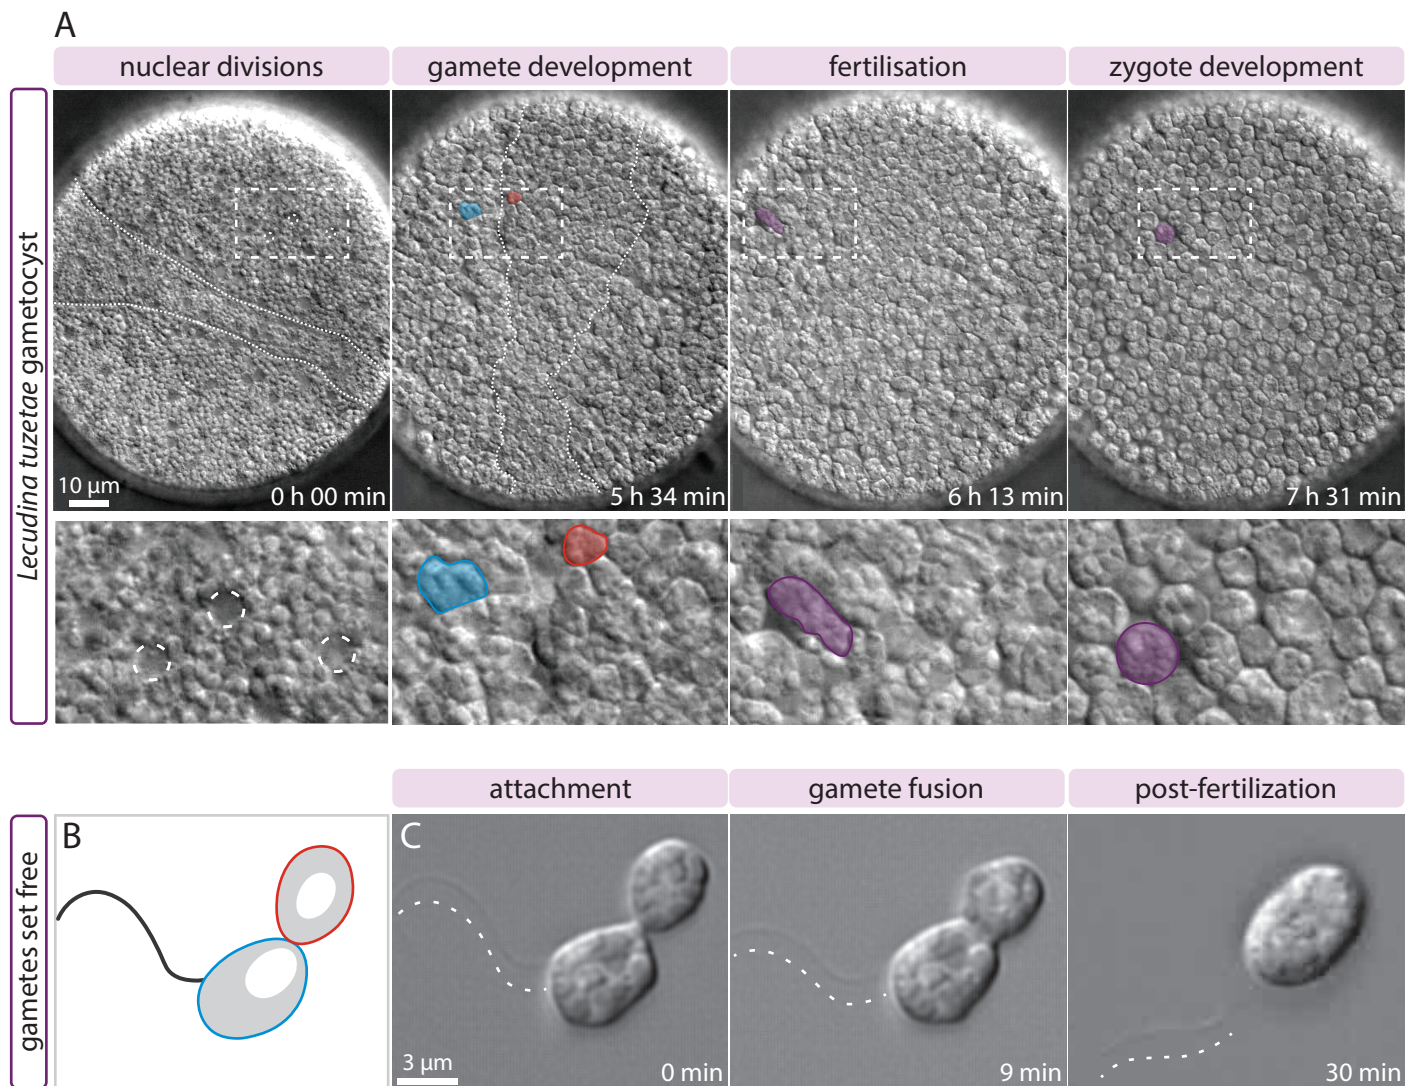 A
nuclear divisions
gamete development
fertilisation
zygote development
Lecudina tuzetae gametocyst
10 µm
0 h 00 min
5 h 34 min
6 h 13 min
7 h 31 min
attachment
gamete fusion
post-fertilization
gametes set free
B
C
3 µm
0 min
9 min
30 min